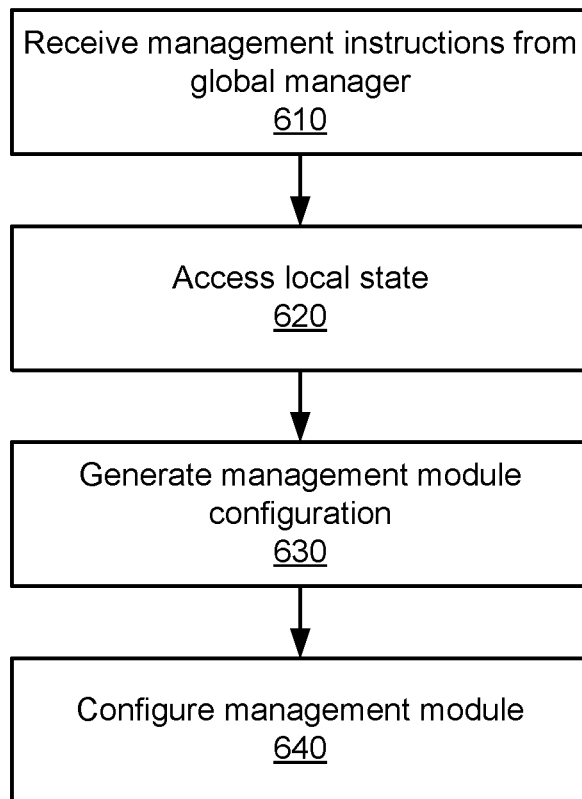 Receive management instructions from
global manager
610
Access local state
620
Generate management module
configuration
630
Configure management module
640